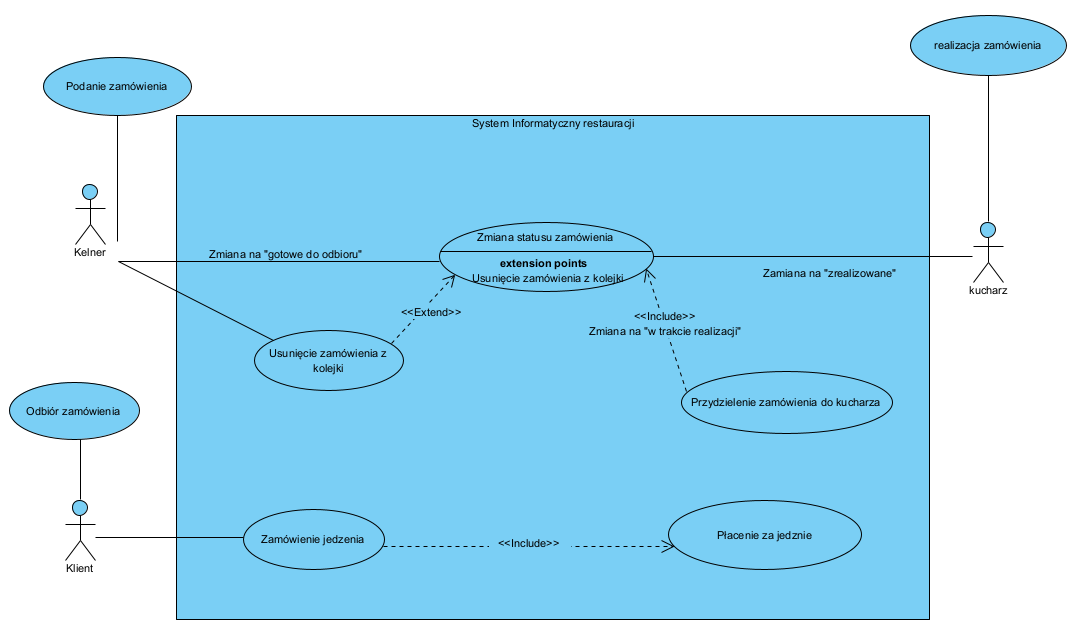 realizacja zamówienia
Podanie zamówienia
System Informatyczny restauracji
Kelner
Zmiana na "gotowe do odbioru"
Zmiana statusu zamówienia
extension points
Usunięcie zamówienia z kolejki
Zamiana na "zrealizowane"
kucharz
<<Extend>>
<<Include>>
Zmiana na "w trakcie realizacji"
Usunięcie zamówienia z
kolejki
Przydzielenie zamówienia do kucharza
Odbiór zamówienia
Klient
Zamówienie jedzenia
<<Include>>
Płacenie za jedznie